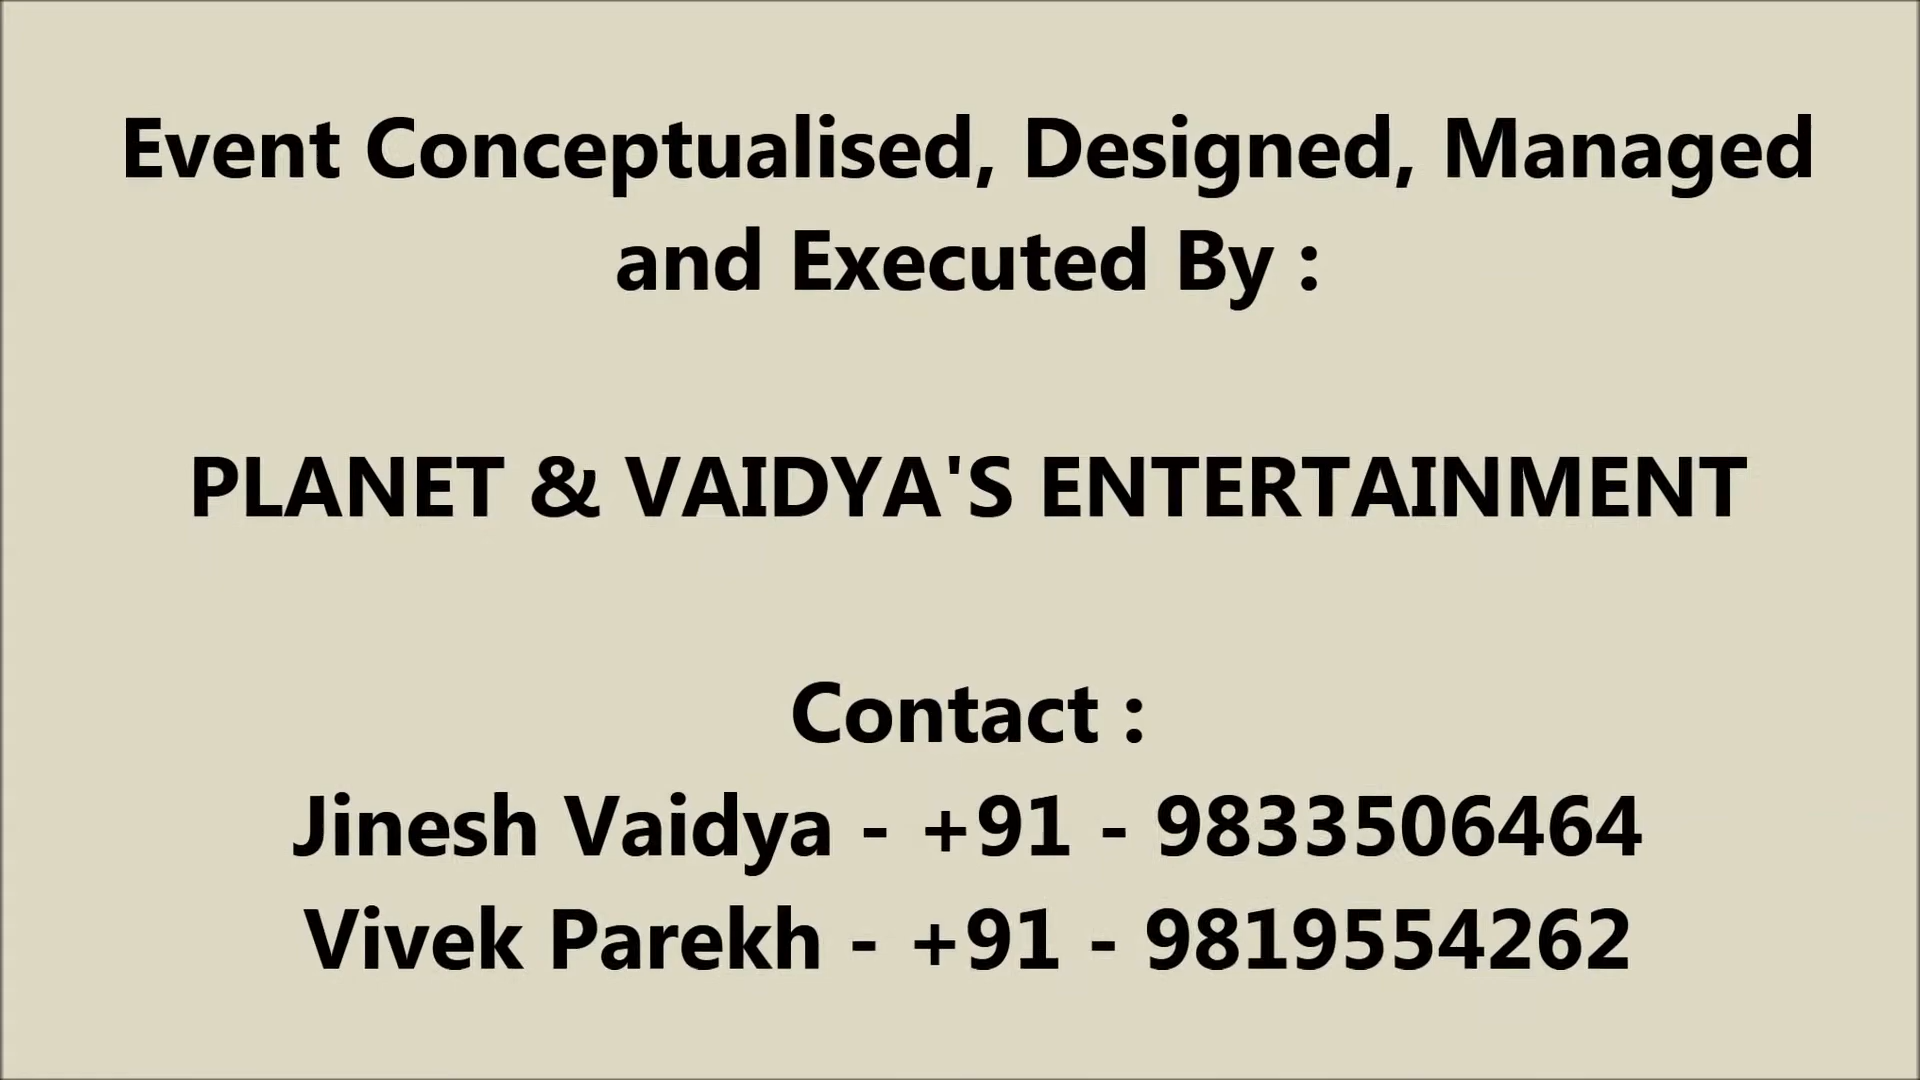 Event Conceptualised, Designed, Managed
and Executed By :
PLANET & VAIDYA'S ENTERTAINMENT
Contact :
Jinesh Vaidya - +91 - 9833506464
Vivek Parekh - +91 - 9819554262